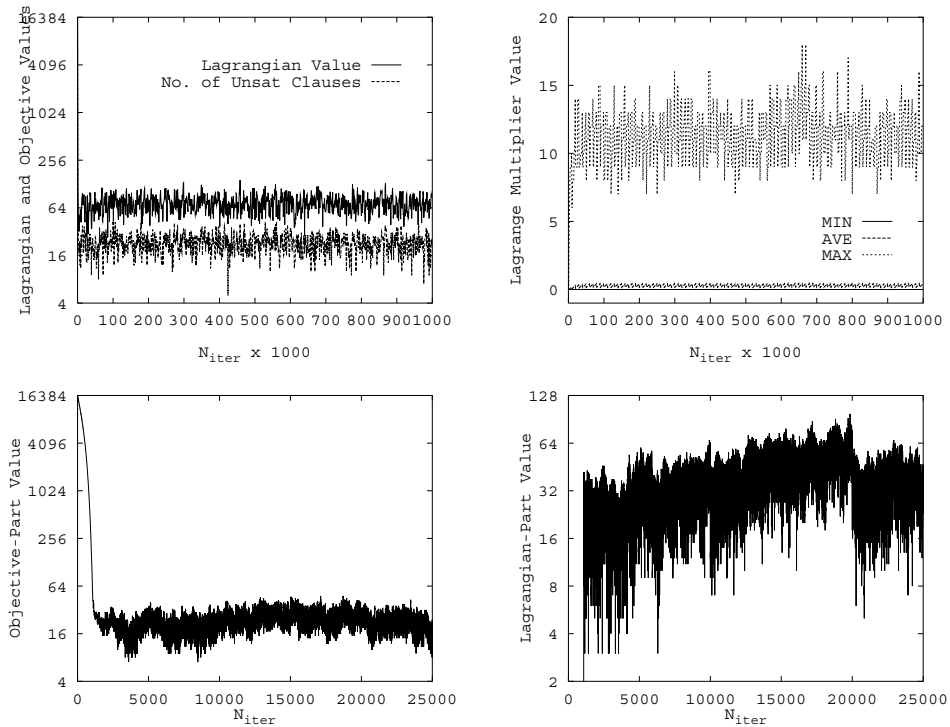 Lagrangian and Objective Values
16384
4096
1024
256
64
16
4
Lagrangian Value
No. of Unsat Clauses
0 100 200 300 400 500 600 700 800 900 1000
N_iter x 1000
Lagrange Multiplier Value
20
15
10
5
0
MIN
AVE
MAX
0 100 200 300 400 500 600 700 800 900 1000
N_iter x 1000
Objective-Part Value
16384
4096
1024
256
64
16
4
0 5000 10000 15000 20000 25000
N_iter
Lagrangian-Part Value
128
64
32
16
8
4
2
0 5000 10000 15000 20000 25000
N_iter